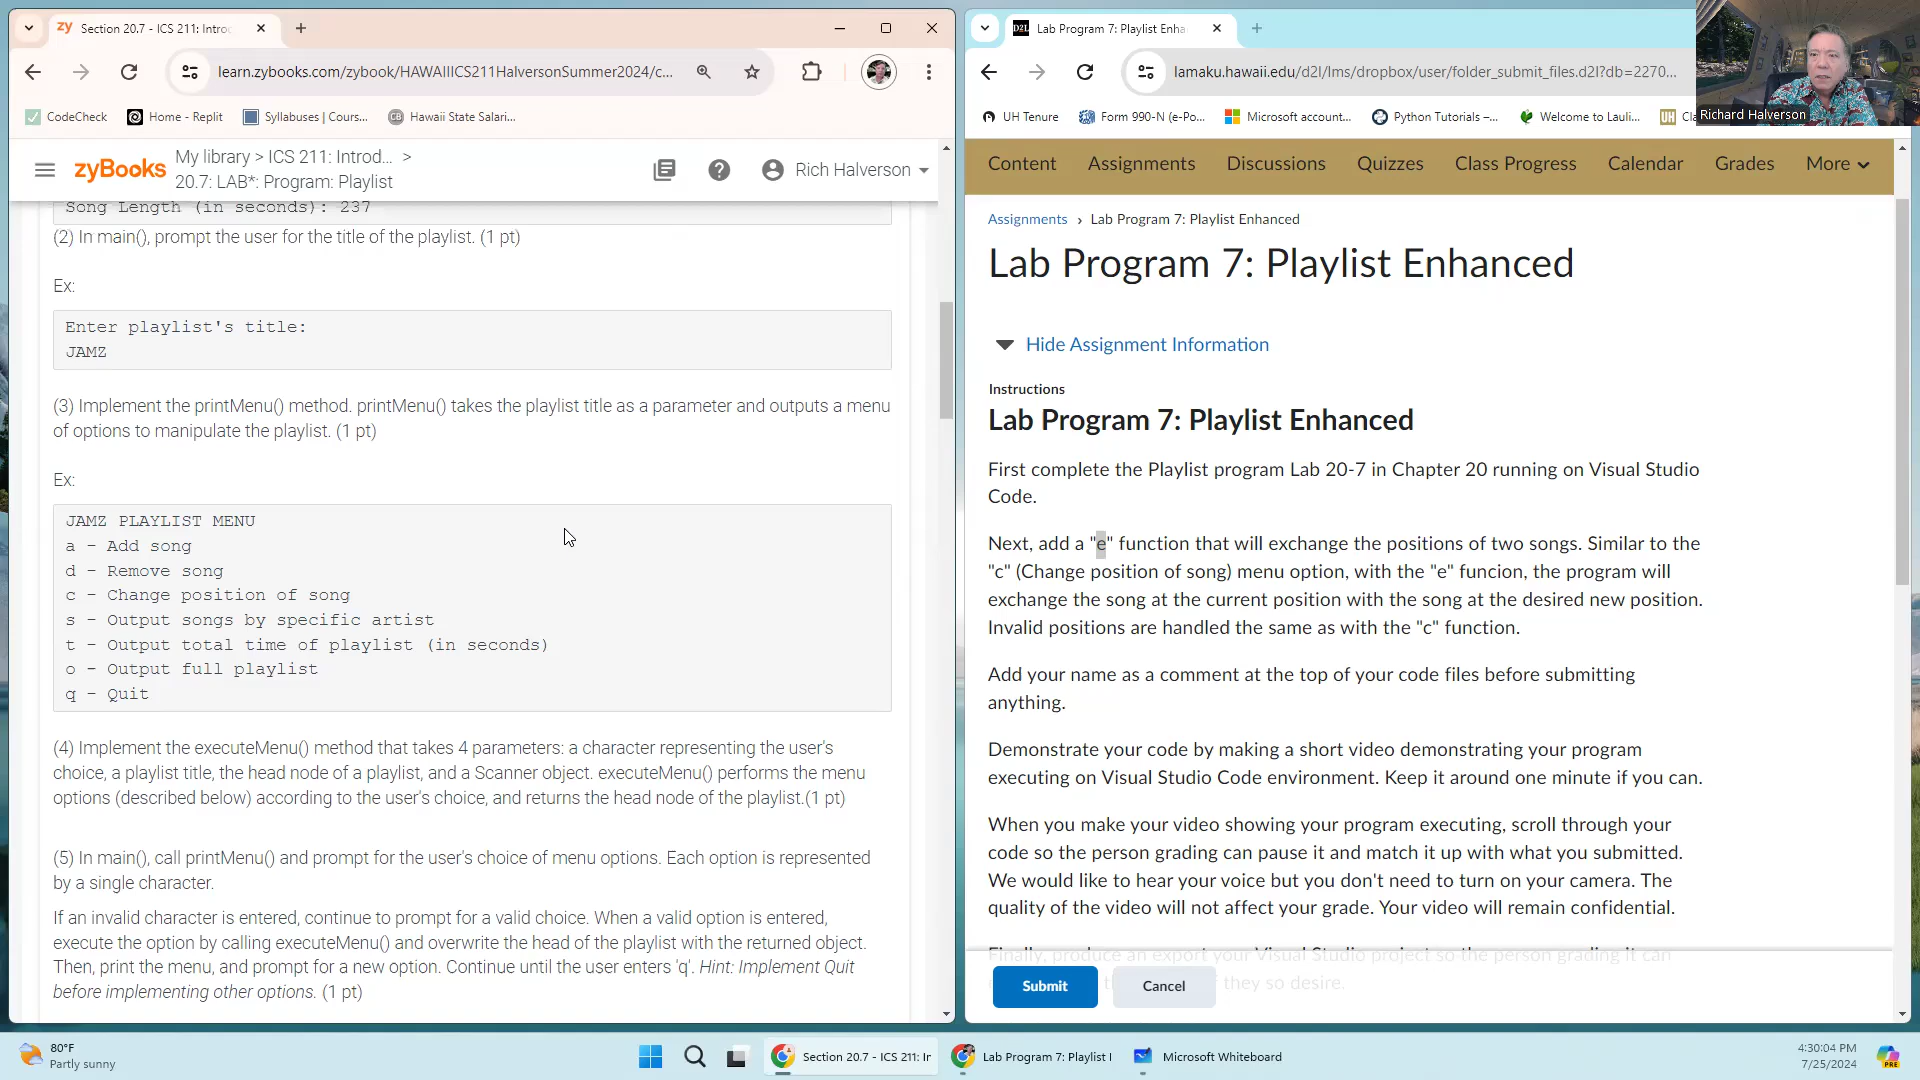 Section 20.7 - ICS 211: Introd
learn.zybooks.com/zybook/HAWAIIICS211HalversonSummer2024/c...
CodeCheck
Home - Replit
Syllabuses | Cours...
Hawaii State Salari...
zyBooks
My library > ICS 211: Introd... >
20.7: LAB*: Program: Playlist
Rich Halverson
Song Length (in seconds): 237
(2) In main(), prompt the user for the title of the playlist. (1 pt)
Ex:
Enter playlist's title:
JAMZ
(3) Implement the printMenu() method. printMenu() takes the playlist title as a parameter and outputs a menu
of options to manipulate the playlist. (1 pt)
Ex:
JAMZ PLAYLIST MENU
a - Add song
d - Remove song
c - Change position of song
s - Output songs by specific artist
t - Output total time of playlist (in seconds)
o - Output full playlist
q - Quit
(4) Implement the executeMenu() method that takes 4 parameters: a character representing the user's
choice, a playlist title, the head node of a playlist, and a Scanner object. executeMenu() performs the menu
options (described below) according to the user's choice, and returns the head node of the playlist.(1 pt)
(5) In main(), call printMenu() and prompt for the user's choice of menu options. Each option is represented
by a single character.
If an invalid character is entered, continue to prompt for a valid choice. When a valid option is entered,
execute the option by calling executeMenu() and overwrite the head of the playlist with the returned object.
Then, print the menu, and prompt for a new option. Continue until the user enters 'q'. Hint: Implement Quit
before implementing other options. (1 pt)
D2L
Lab Program 7: Playlist Enha
lamaku.hawaii.edu/d2l/lms/dropbox/user/folder_submit_files.d2l?db=2270...
UH Tenure
Form 990-N (e-Po...
Microsoft account...
Python Tutorials –...
Welcome to Lauli...
UH
Cl
Richard Halverson
Content
Assignments
Discussions
Quizzes
Class Progress
Calendar
Grades
More
Assignments › Lab Program 7: Playlist Enhanced
Lab Program 7: Playlist Enhanced
Hide Assignment Information
Instructions
Lab Program 7: Playlist Enhanced
First complete the Playlist program Lab 20-7 in Chapter 20 running on Visual Studio
Code.
Next, add a "e" function that will exchange the positions of two songs. Similar to the
"c" (Change position of song) menu option, with the "e" funcion, the program will
exchange the song at the current position with the song at the desired new position.
Invalid positions are handled the same as with the "c" function.
Add your name as a comment at the top of your code files before submitting
anything.
Demonstrate your code by making a short video demonstrating your program
executing on Visual Studio Code environment. Keep it around one minute if you can.
When you make your video showing your program executing, scroll through your
code so the person grading can pause it and match it up with what you submitted.
We would like to hear your voice but you don't need to turn on your camera. The
quality of the video will not affect your grade. Your video will remain confidential.
Finally, produce an export your Visual Studio project so the person grading it can
they so desire.
Submit
Cancel
80°F
Partly sunny
Section 20.7 - ICS 211: Ir
Lab Program 7: Playlist I
Microsoft Whiteboard
4:30:04 PM
7/25/2024
PRE